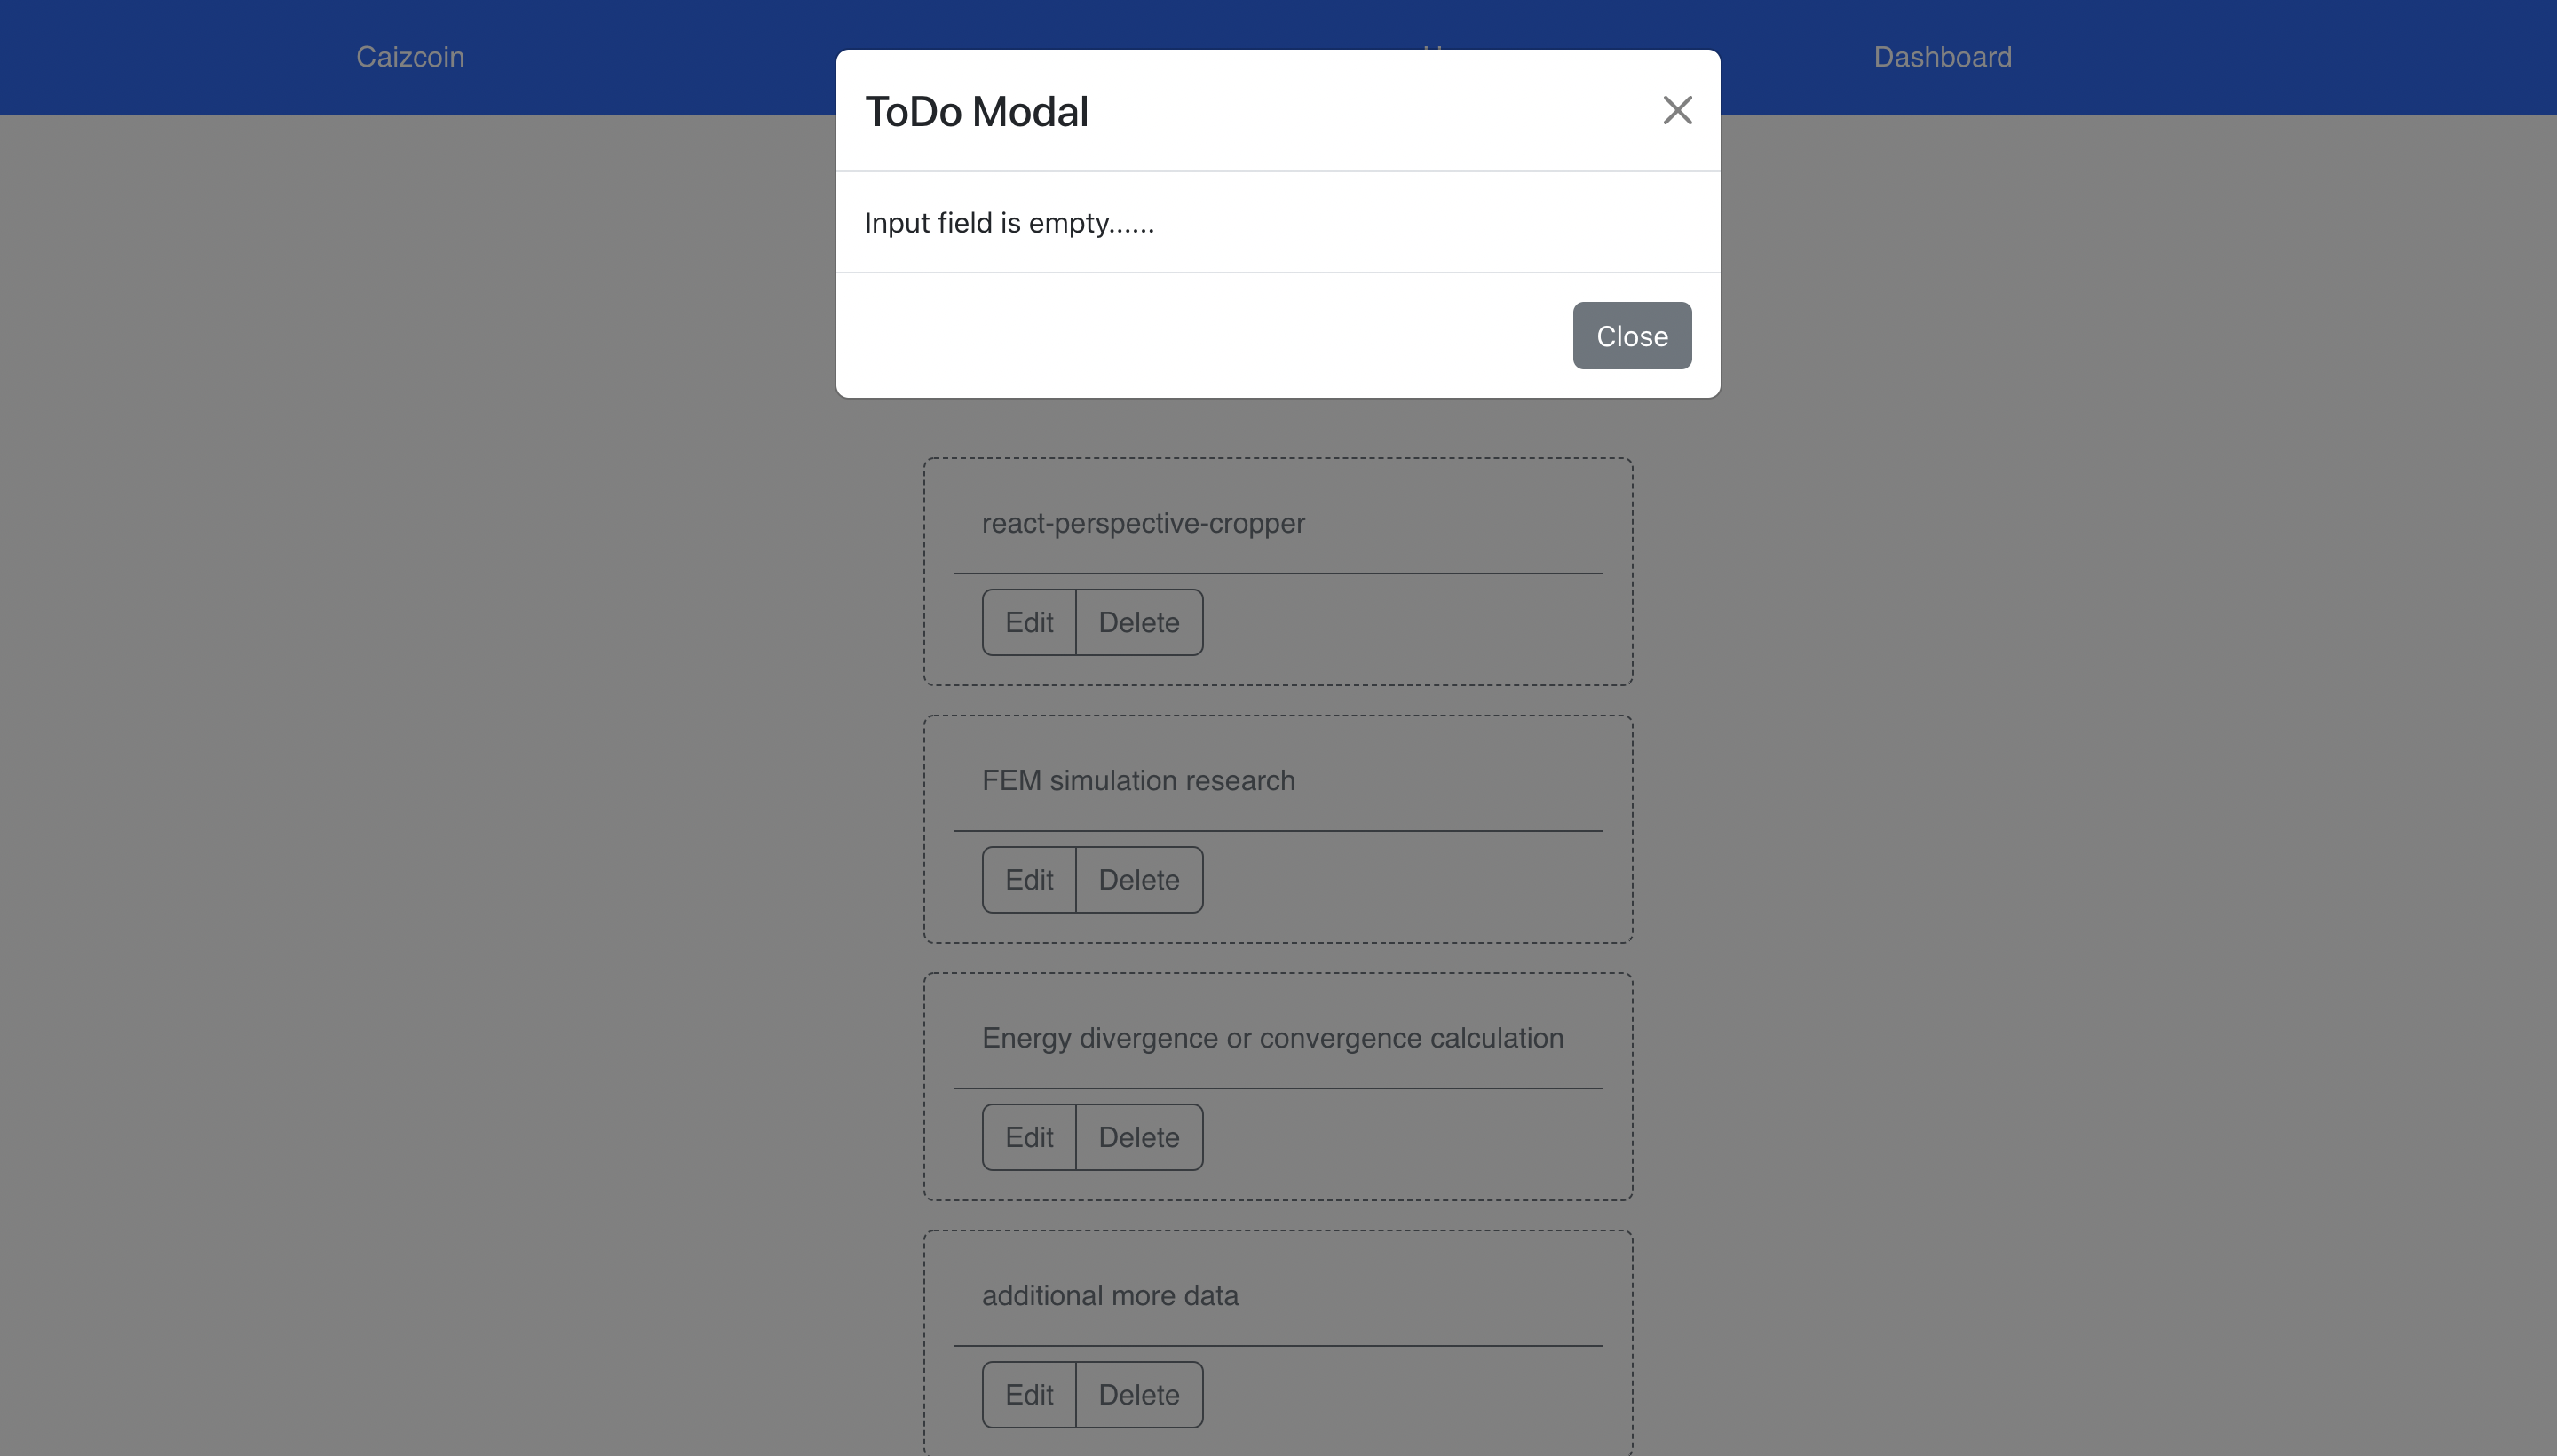 Caizcoin
Dashboard
ToDo Modal
Input field is empty......
Close
react-perspective-cropper
Edit Delete
FEM simulation research
Edit Delete
Energy divergence or convergence calculation
Edit Delete
additional more data
Edit Delete